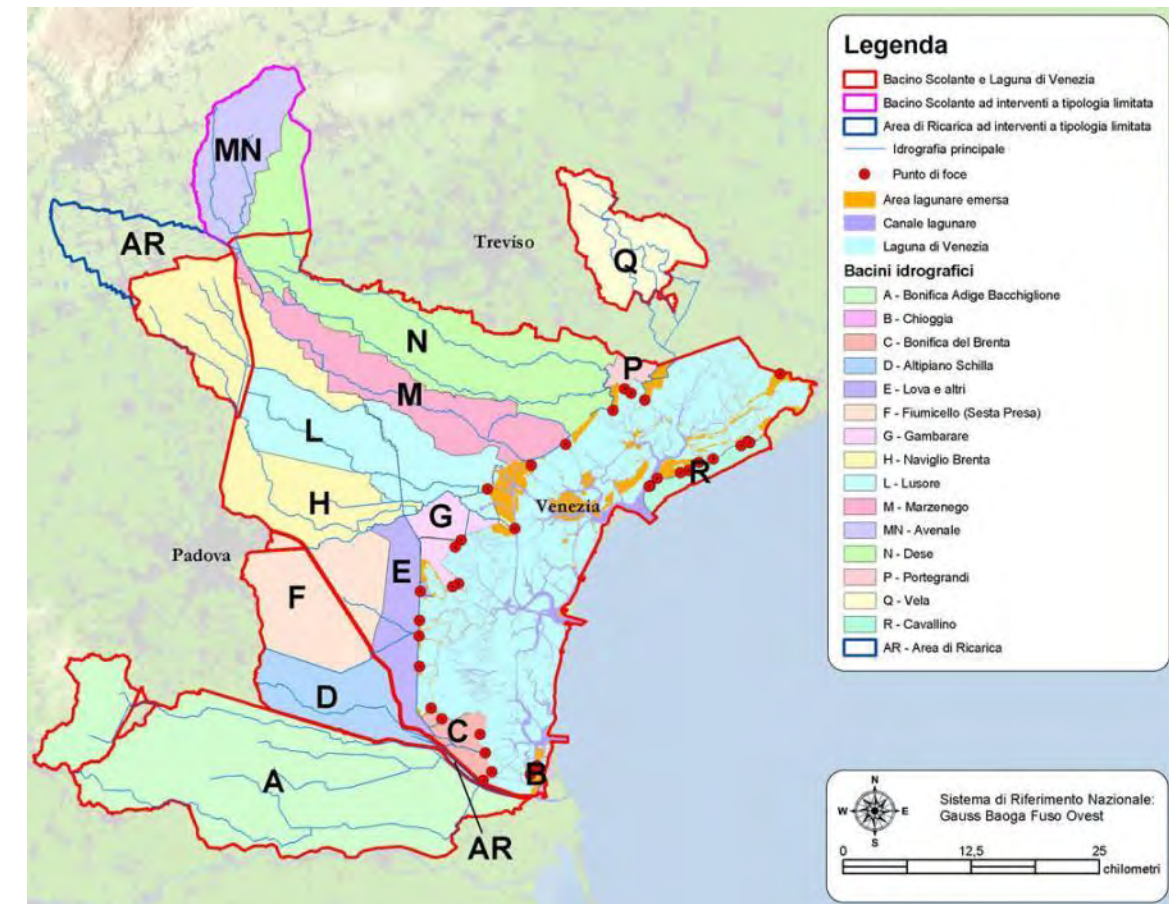 MN
AR
Treviso
Q
N
P
M
L
R
H
G
Venezia
Padova
E
F
D
C
B
A
AR
Legenda
Bacino Scolante e Laguna di Venezia
Bacino Scolante ad interventi a tipologia limitata
Area di Ricarica ad interventi a tipologia limitata
Idrografia principale
Punto di foce
Area lagunare emersa
Canale lagunare
Laguna di Venezia
Bacini idrografici
A - Bonifica Adige Bacchiglione
B - Chioggia
C - Bonifica del Brenta
D - Altipiano Schilla
E - Lova e altri
F - Fiumicello (Sesta Presa)
G - Gambarare
H - Naviglio Brenta
L - Lusore
M - Marzenego
MN - Avenale
N - Dese
P - Portegrandi
Q - Vela
R - Cavallino
AR - Area di Ricarica
N
W E
S
Sistema di Riferimento Nazionale:
Gauss Baoga Fuso Ovest
0 12,5 25
chilometri